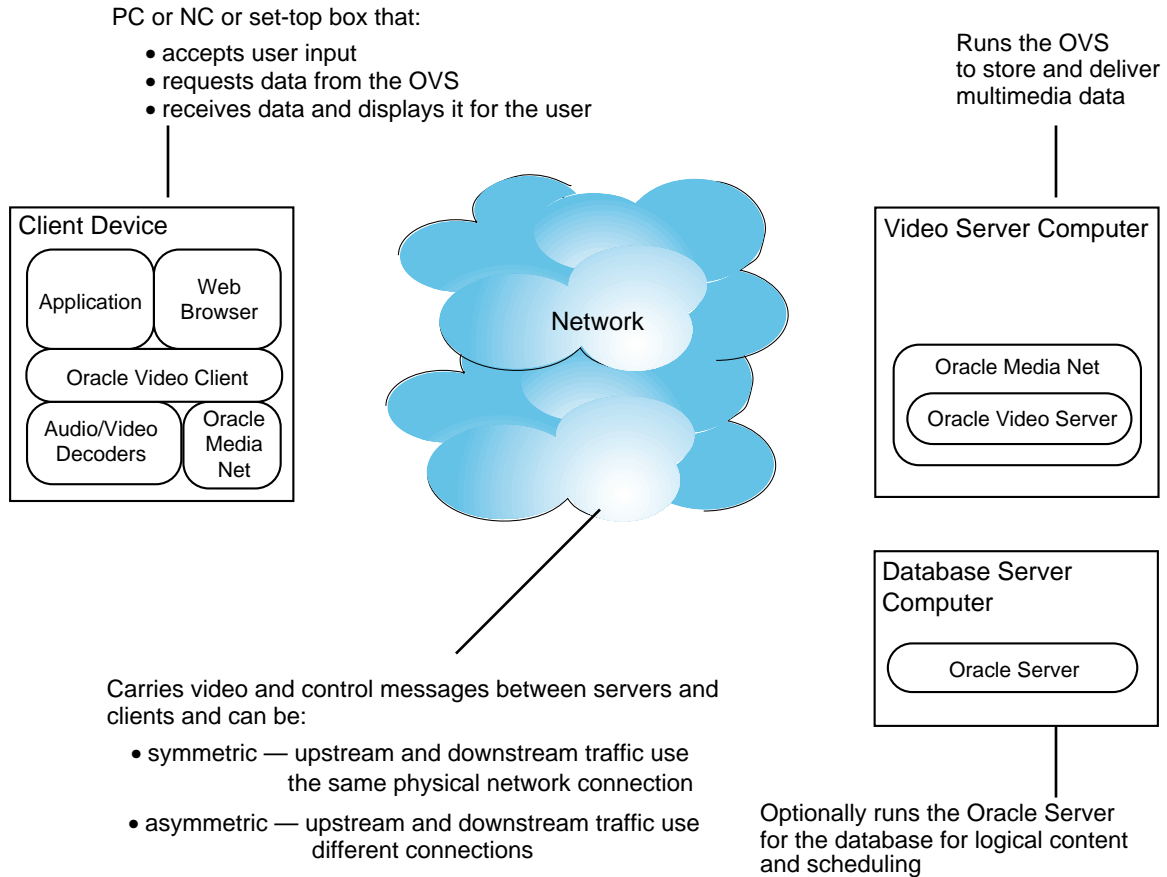 PC or NC or set-top box that:
• accepts user input
• requests data from the OVS
• receives data and displays it for the user
Runs the OVS
to store and deliver
multimedia data
Client Device
Application
Web
Browser
Oracle Video Client
Audio/Video
Decoders
Oracle
Media
Net
Network
Video Server Computer
Oracle Media Net
Oracle Video Server
Database Server
Computer
Oracle Server
Carries video and control messages between servers and
clients and can be:
• symmetric — upstream and downstream traffic use
the same physical network connection
• asymmetric — upstream and downstream traffic use
different connections
Optionally runs the Oracle Server
for the database for logical content
and scheduling